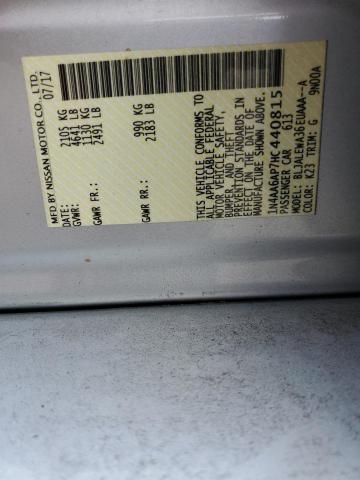 MFD BY NISSAN MOTOR CO., LTD.
DATE: 07/17
GVWR: 2105 KG
4641 LB
GAWR FR.: 1130 KG
2491 LB
GAWR RR.: 990 KG
2183 LB
THIS VEHICLE CONFORMS TO
ALL APPLICABLE FEDERAL
MOTOR VEHICLE SAFETY,
BUMPER, AND THEFT
PREVENTION STANDARDS IN
EFFECT ON THE DATE OF
MANUFACTURE SHOWN ABOVE.
1N4AA6AP7HC440815
PASSENGER CAR 613
MODEL: BLJALEWA36EUAAA--A
COLOR: K23 TRIM: G 9N00A